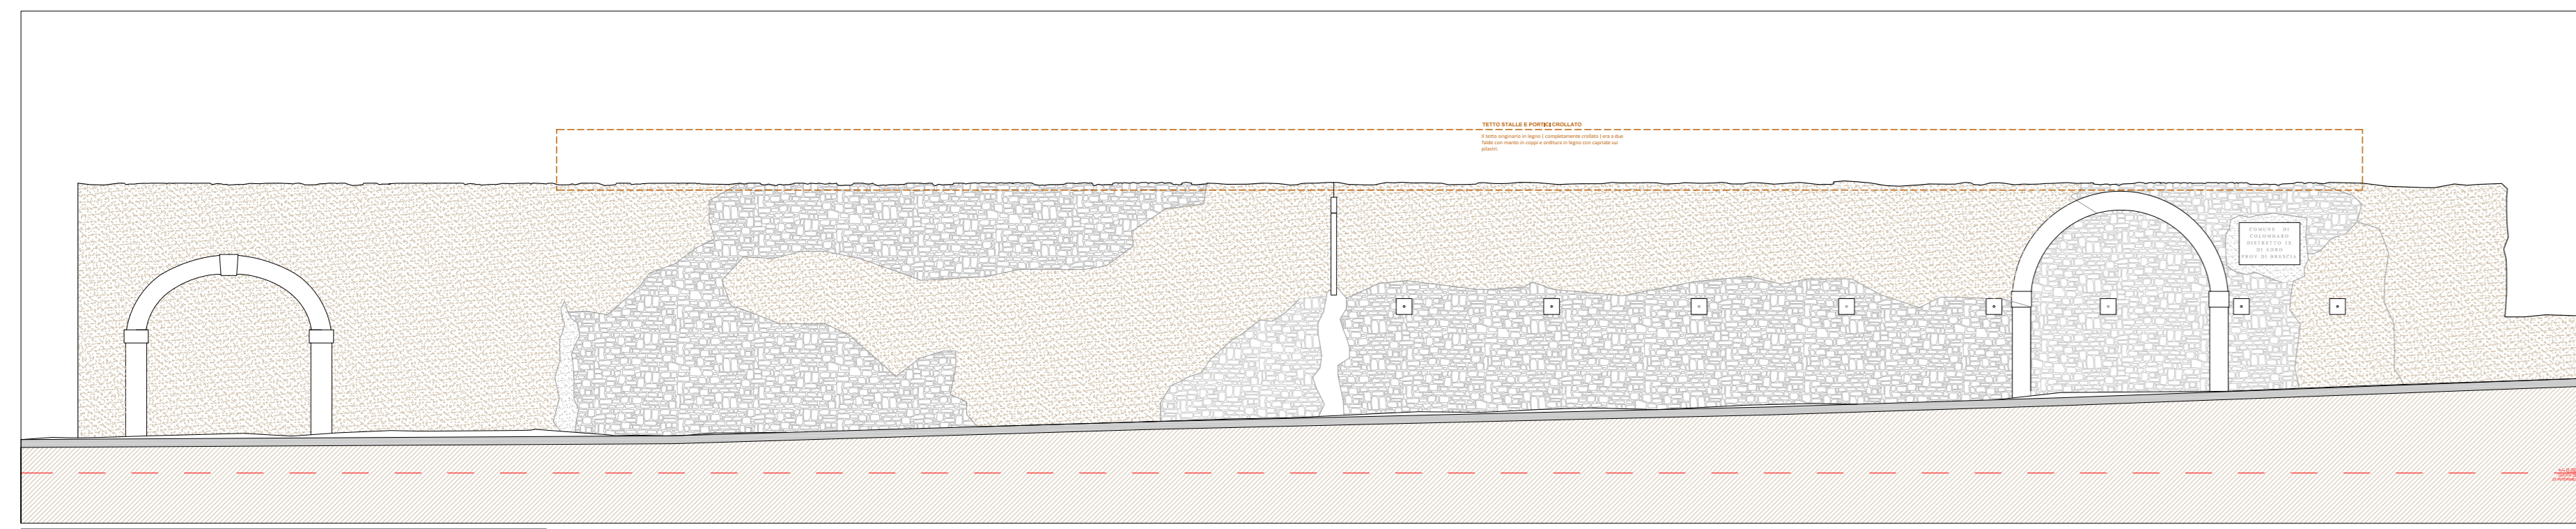 TETTO STALLE E PORTICI CROLLATO
Il tetto originario in legno ( completamente crollato ) era a due
falde con manto in coppi e orditura in legno con capriate sui
pilastri.
COMUNE DI
COLOMBARO
DISTRETTO IX
DI ADRO
PROV DI BRESCIA